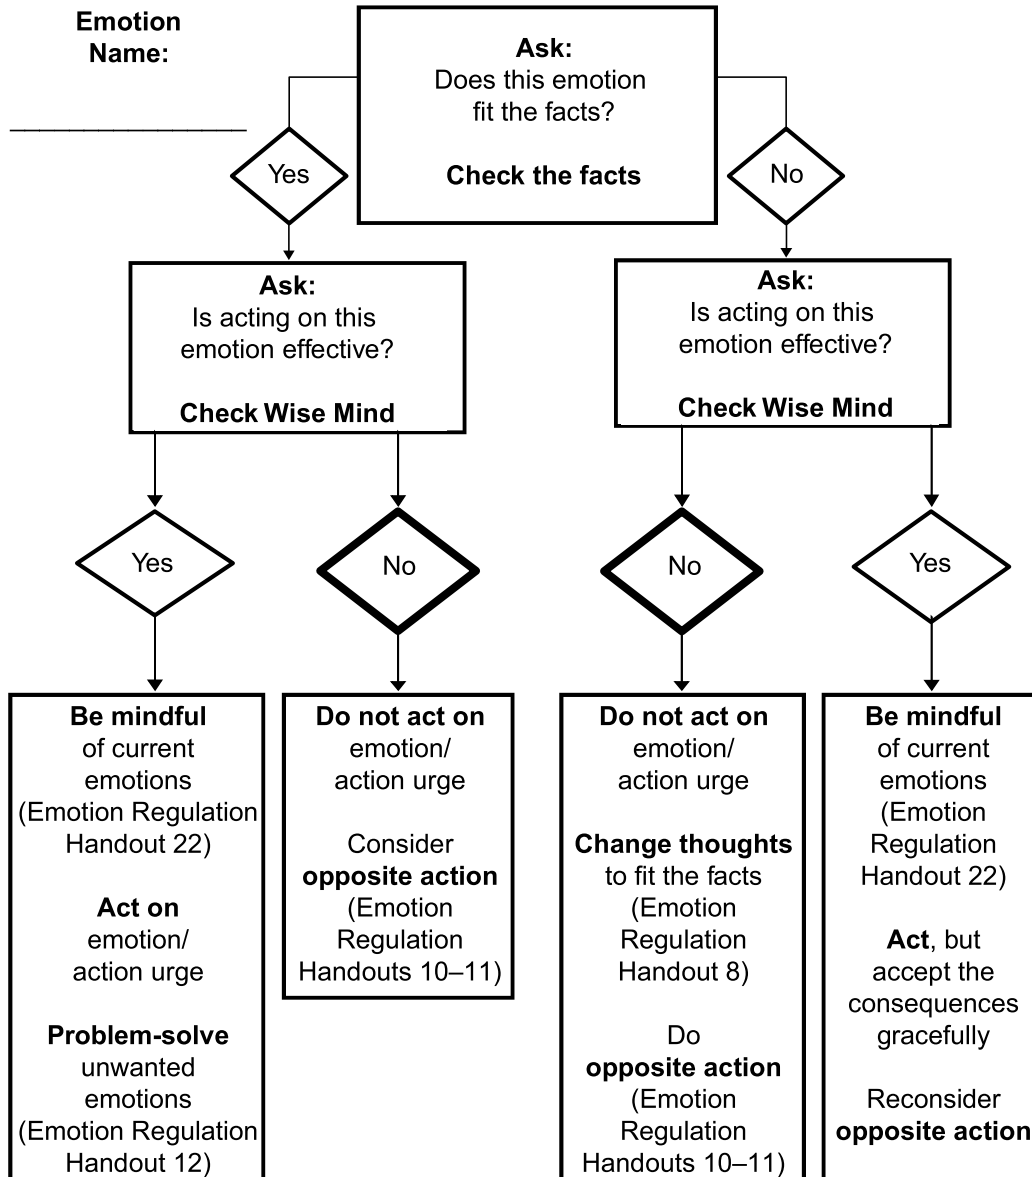 Emotion
Name:
Ask:
Does this emotion
fit the facts?
Check the facts
Yes
No
Ask:
Is acting on this
emotion effective?
Check Wise Mind
Ask:
Is acting on this
emotion effective?
Check Wise Mind
Yes
No
No
Yes
Be mindful
of current
emotions
(Emotion Regulation
Handout 22)
Act on
emotion/
action urge
Problem-solve
unwanted
emotions
(Emotion Regulation
Handout 12)
Do not act on
emotion/
action urge
Consider
opposite action
(Emotion
Regulation
Handouts 10–11)
Do not act on
emotion/
action urge
Change thoughts
to fit the facts
(Emotion
Regulation
Handout 8)
Do
opposite action
(Emotion
Regulation
Handouts 10–11)
Be mindful
of current
emotions
(Emotion
Regulation
Handout 22)
Act, but
accept the
consequences
gracefully
Reconsider
opposite action